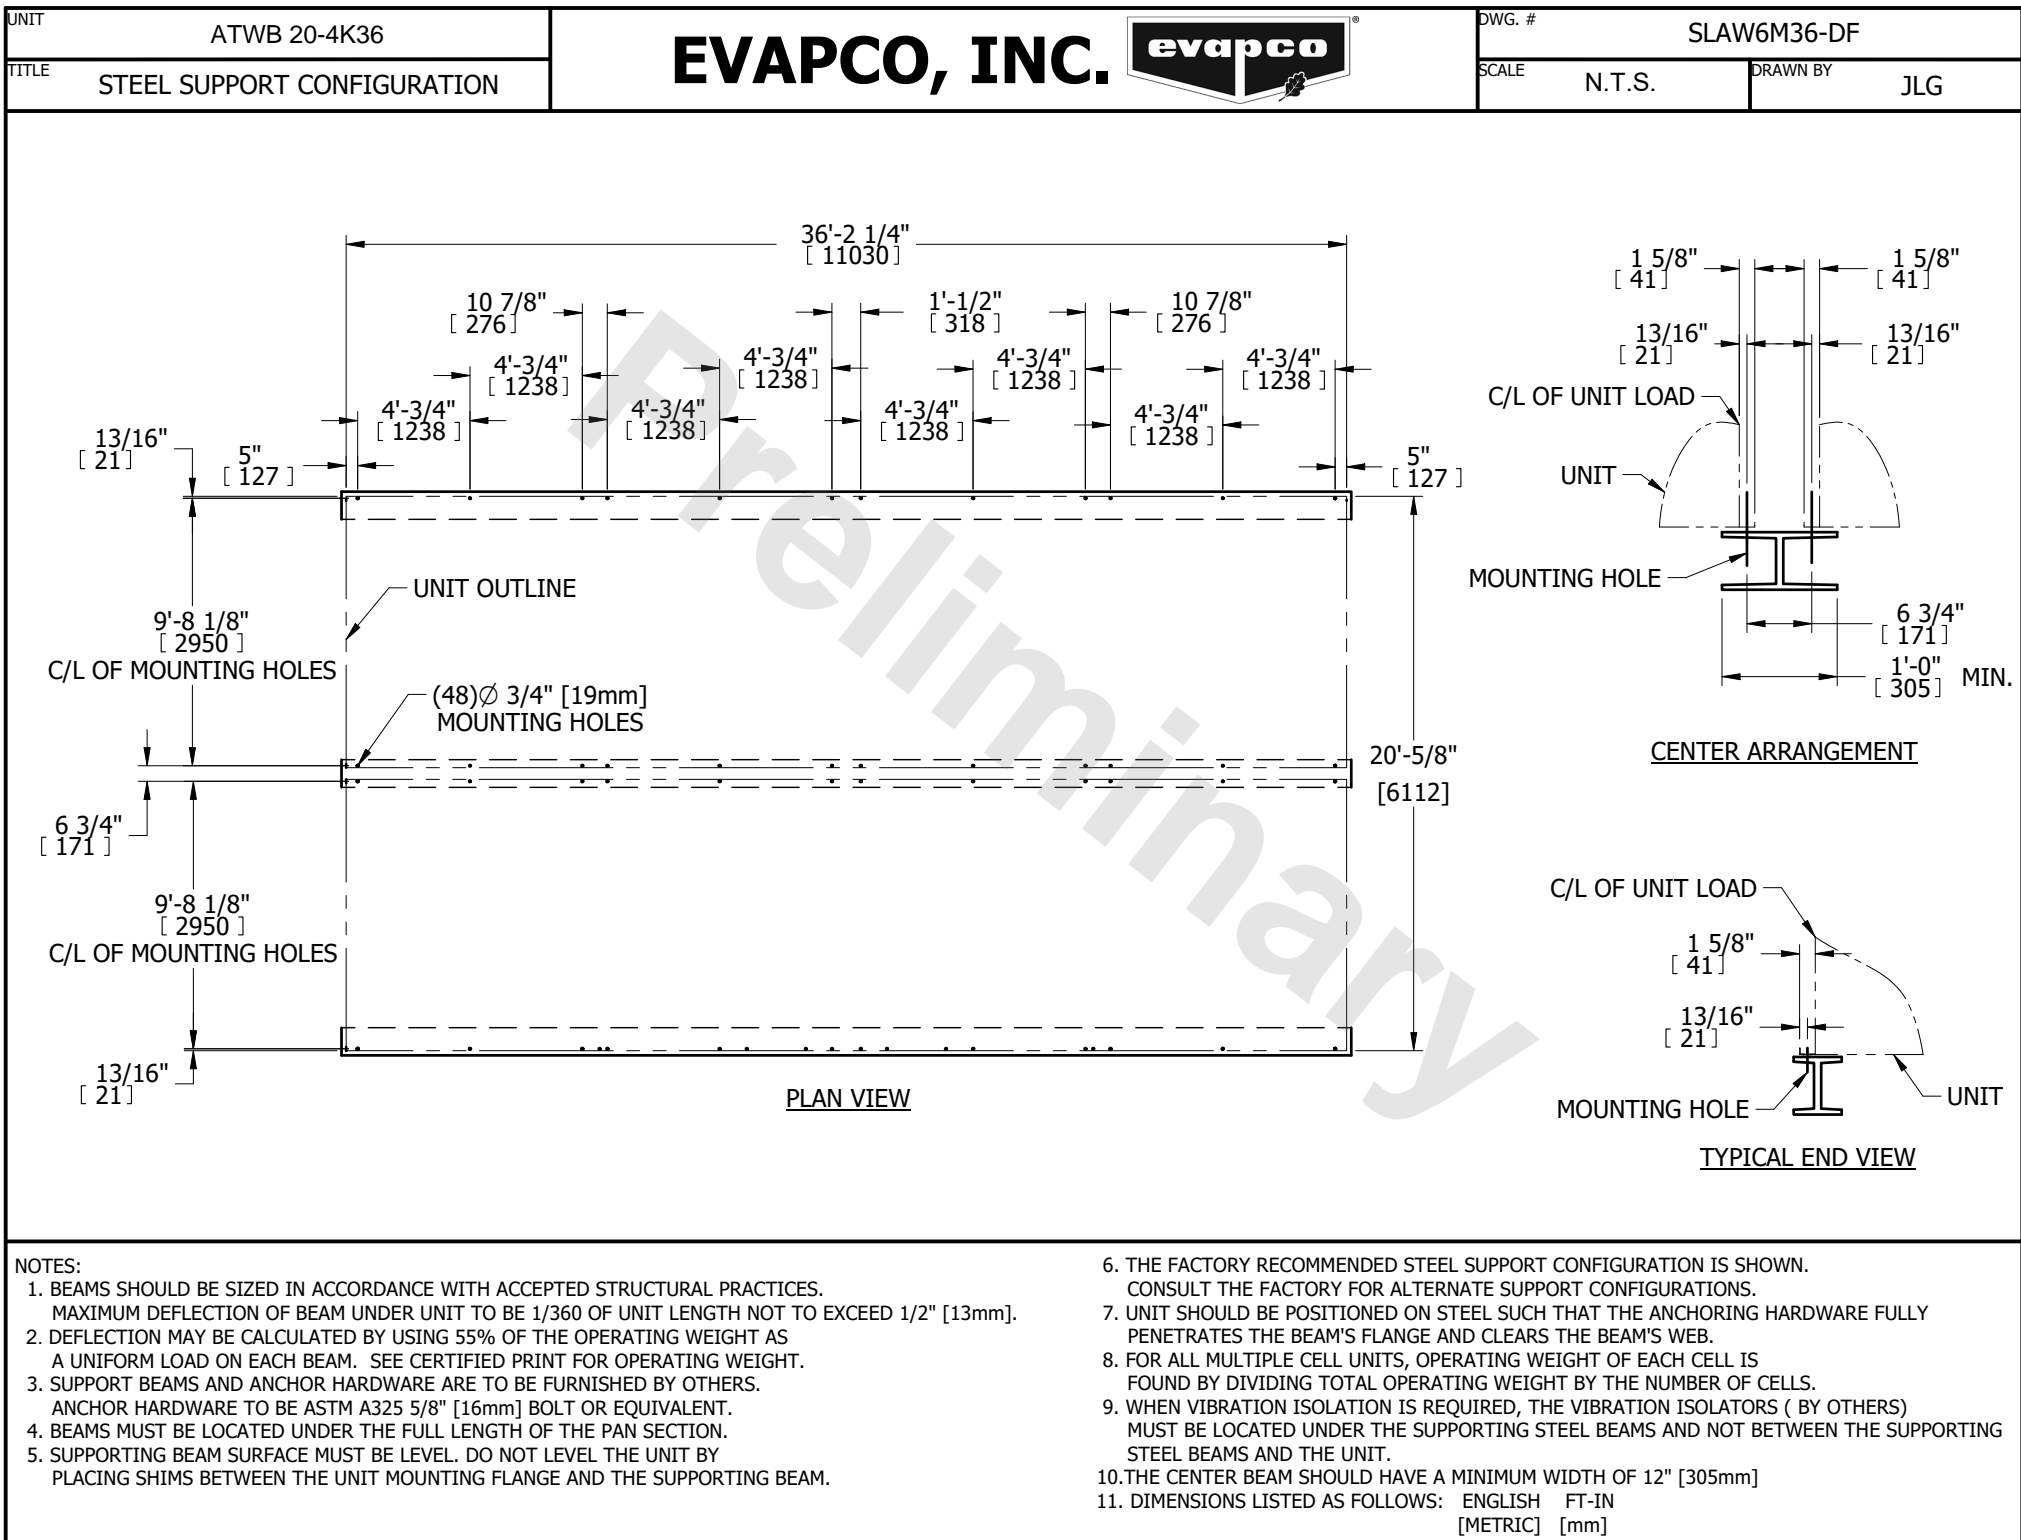 UNIT
ATWB 20-4K36
TITLE
STEEL SUPPORT CONFIGURATION
EVAPCO, INC.
evapco
®
DWG. #
SLAW6M36-DF
SCALE
N.T.S.
DRAWN BY
JLG
36'-2 1/4"
[ 11030 ]
10 7/8"
[ 276 ]
1'-1/2"
[ 318 ]
10 7/8"
[ 276 ]
4'-3/4"
[ 1238 ]
4'-3/4"
[ 1238 ]
4'-3/4"
[ 1238 ]
4'-3/4"
[ 1238 ]
4'-3/4"
[ 1238 ]
4'-3/4"
[ 1238 ]
4'-3/4"
[ 1238 ]
4'-3/4"
[ 1238 ]
13/16"
[ 21 ]
5"
[ 127 ]
5"
[ 127 ]
UNIT OUTLINE
9'-8 1/8"
[ 2950 ]
C/L OF MOUNTING HOLES
(48)Ø 3/4" [19mm]
MOUNTING HOLES
20'-5/8"
[6112]
6 3/4"
[ 171 ]
9'-8 1/8"
[ 2950 ]
C/L OF MOUNTING HOLES
13/16"
[ 21 ]
PLAN VIEW
Preliminary
1 5/8"
[ 41 ]
1 5/8"
[ 41 ]
13/16"
[ 21 ]
13/16"
[ 21 ]
C/L OF UNIT LOAD
UNIT
MOUNTING HOLE
6 3/4"
[ 171 ]
1'-0"
[ 305 ] MIN.
CENTER ARRANGEMENT
C/L OF UNIT LOAD
1 5/8"
[ 41 ]
13/16"
[ 21 ]
MOUNTING HOLE
UNIT
TYPICAL END VIEW
NOTES:
1. BEAMS SHOULD BE SIZED IN ACCORDANCE WITH ACCEPTED STRUCTURAL PRACTICES.
MAXIMUM DEFLECTION OF BEAM UNDER UNIT TO BE 1/360 OF UNIT LENGTH NOT TO EXCEED 1/2" [13mm].
2. DEFLECTION MAY BE CALCULATED BY USING 55% OF THE OPERATING WEIGHT AS
A UNIFORM LOAD ON EACH BEAM. SEE CERTIFIED PRINT FOR OPERATING WEIGHT.
3. SUPPORT BEAMS AND ANCHOR HARDWARE ARE TO BE FURNISHED BY OTHERS.
ANCHOR HARDWARE TO BE ASTM A325 5/8" [16mm] BOLT OR EQUIVALENT.
4. BEAMS MUST BE LOCATED UNDER THE FULL LENGTH OF THE PAN SECTION.
5. SUPPORTING BEAM SURFACE MUST BE LEVEL. DO NOT LEVEL THE UNIT BY
PLACING SHIMS BETWEEN THE UNIT MOUNTING FLANGE AND THE SUPPORTING BEAM.
6. THE FACTORY RECOMMENDED STEEL SUPPORT CONFIGURATION IS SHOWN.
CONSULT THE FACTORY FOR ALTERNATE SUPPORT CONFIGURATIONS.
7. UNIT SHOULD BE POSITIONED ON STEEL SUCH THAT THE ANCHORING HARDWARE FULLY
PENETRATES THE BEAM'S FLANGE AND CLEARS THE BEAM'S WEB.
8. FOR ALL MULTIPLE CELL UNITS, OPERATING WEIGHT OF EACH CELL IS
FOUND BY DIVIDING TOTAL OPERATING WEIGHT BY THE NUMBER OF CELLS.
9. WHEN VIBRATION ISOLATION IS REQUIRED, THE VIBRATION ISOLATORS ( BY OTHERS)
MUST BE LOCATED UNDER THE SUPPORTING STEEL BEAMS AND NOT BETWEEN THE SUPPORTING
STEEL BEAMS AND THE UNIT.
10.THE CENTER BEAM SHOULD HAVE A MINIMUM WIDTH OF 12" [305mm]
11. DIMENSIONS LISTED AS FOLLOWS: ENGLISH FT-IN
[METRIC] [mm]